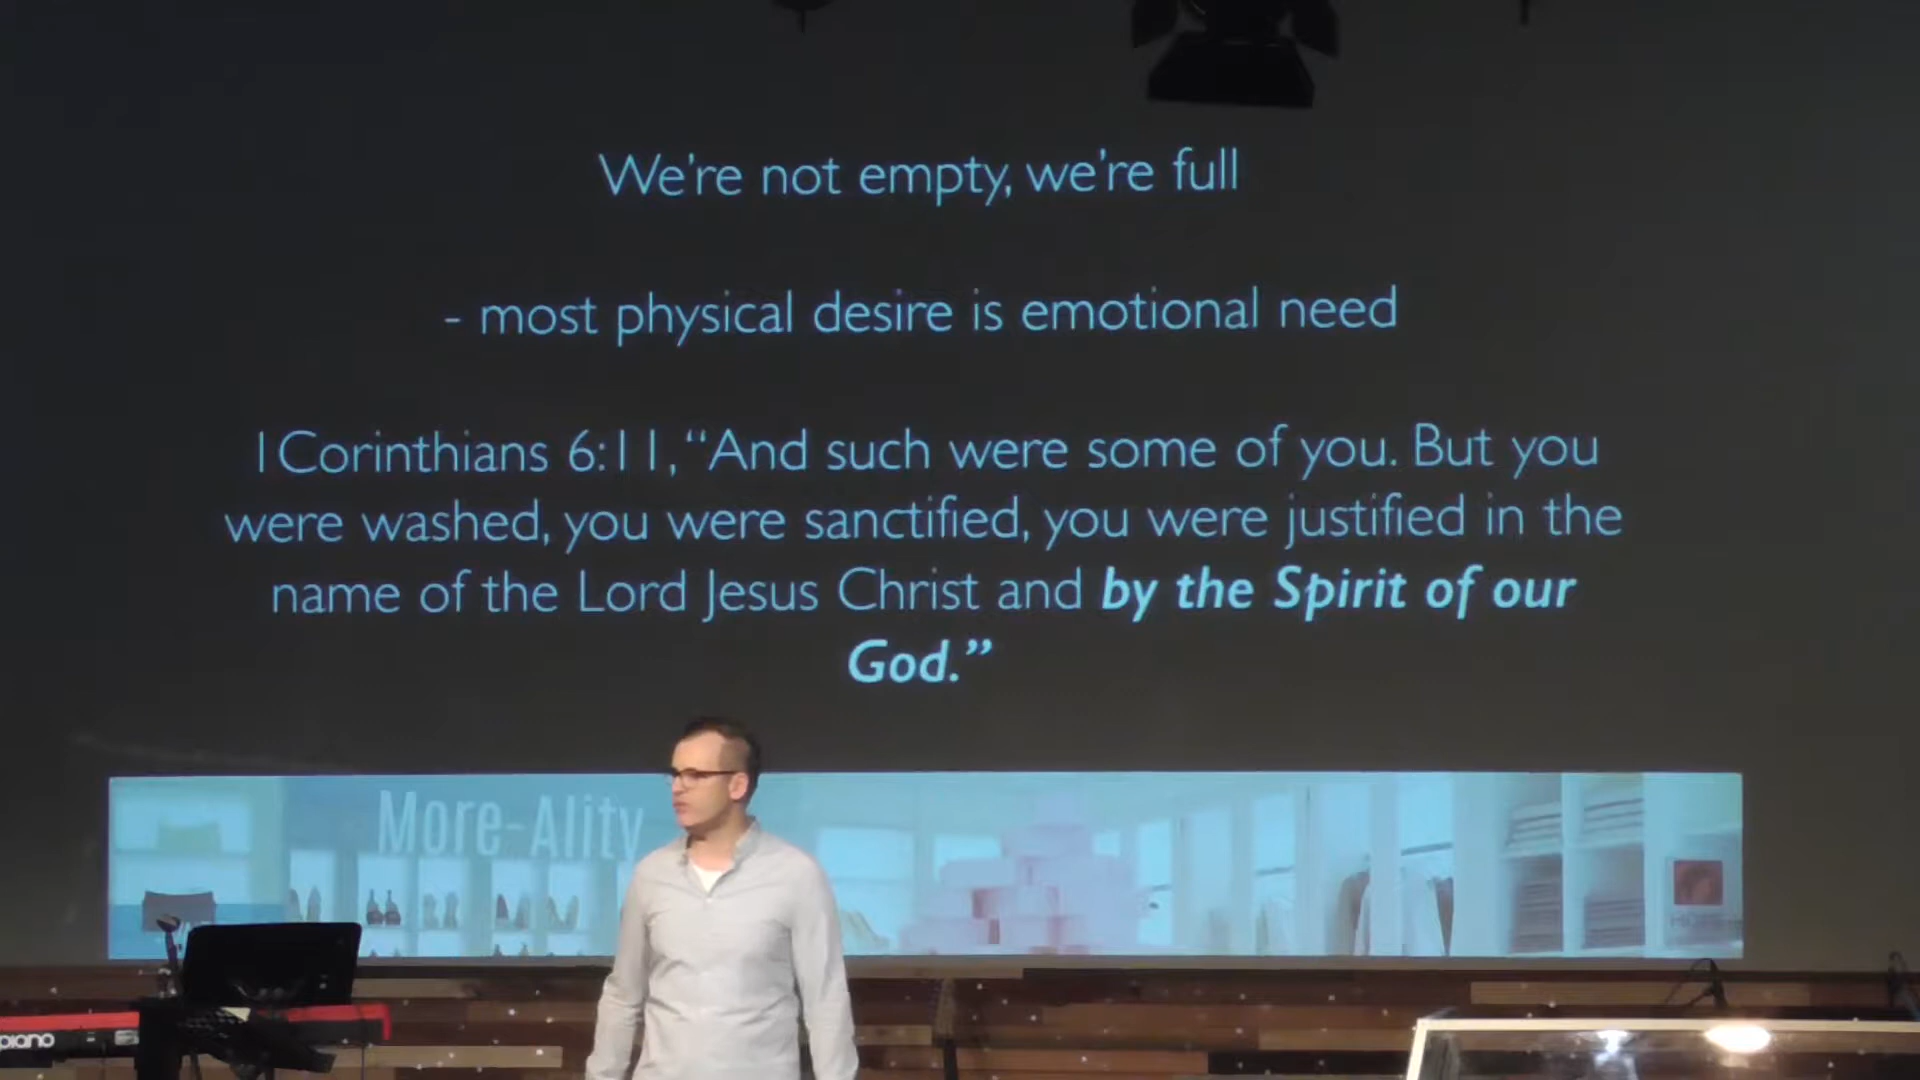 We're not empty, we're full
- most physical desire is emotional need
1 Corinthians 6:11, “And such were some of you. But you
were washed, you were sanctified, you were justified in the
name of the Lord Jesus Christ and by the Spirit of our
God.”
More-Ality
piano